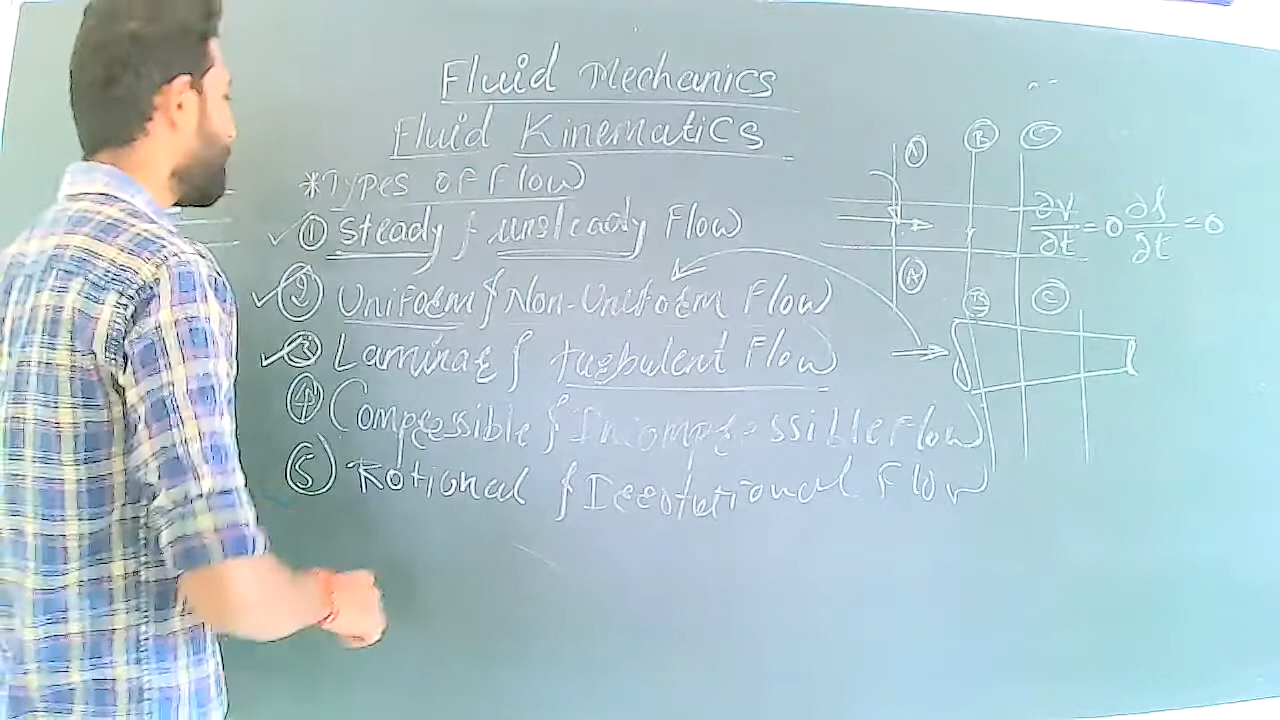 Fluid Mechanics
Fluid Kinematics
*Types of Flow
① Steady & unsteady Flow
② Uniform & Non-Uniform Flow
③ Laminar & turbulent Flow
④ Compressible & Incompressible Flow
⑤ Rotional & Irrotational Flow
A B C
∂v/∂t = 0 ∂ρ/∂t = 0
A B C